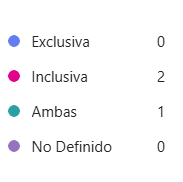 Exclusiva 0
Inclusiva 2
Ambas 1
No Definido 0